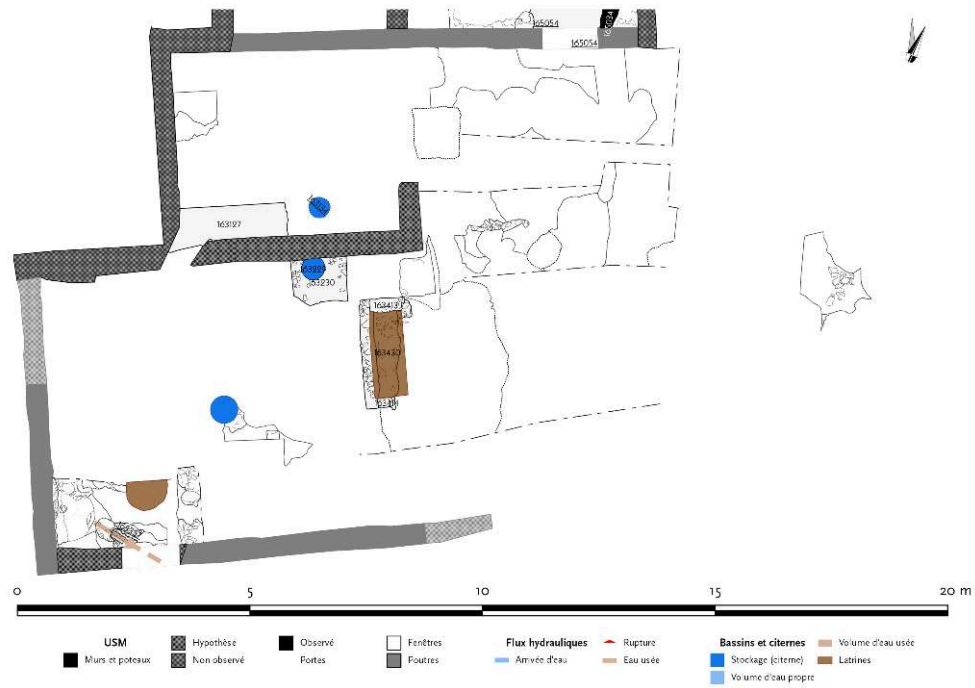 165054
165034
165054
163127
163229
163230
163413
163430
0 5 10 15 20 m
USM
Murs et poteaux
Hypothèse
Non observé
Observé
Portes
Fenêtres
Poutres
Flux hydrauliques
Arrivée d'eau
Rupture
Eau usée
Bassins et citernes
Stockage (citerne)
Volume d'eau propre
Volume d'eau usée
Latrines